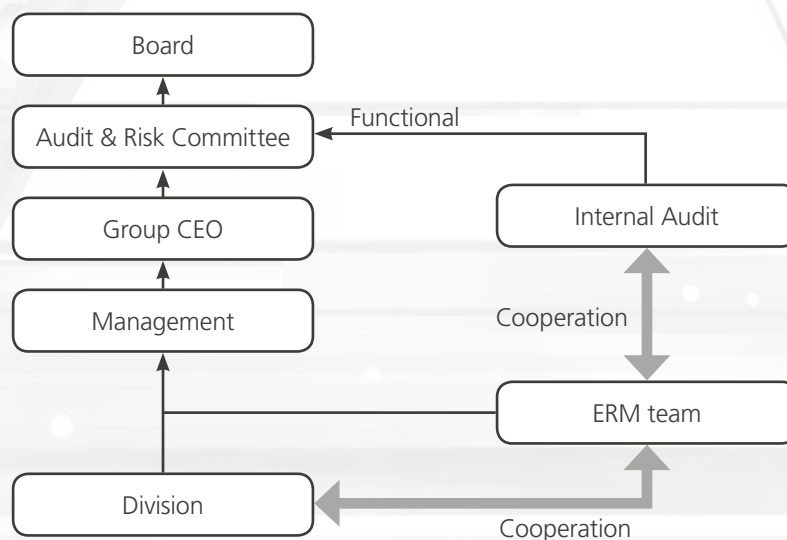 Board
Audit & Risk Committee
Functional
Group CEO
Internal Audit
Management
Cooperation
ERM team
Division
Cooperation